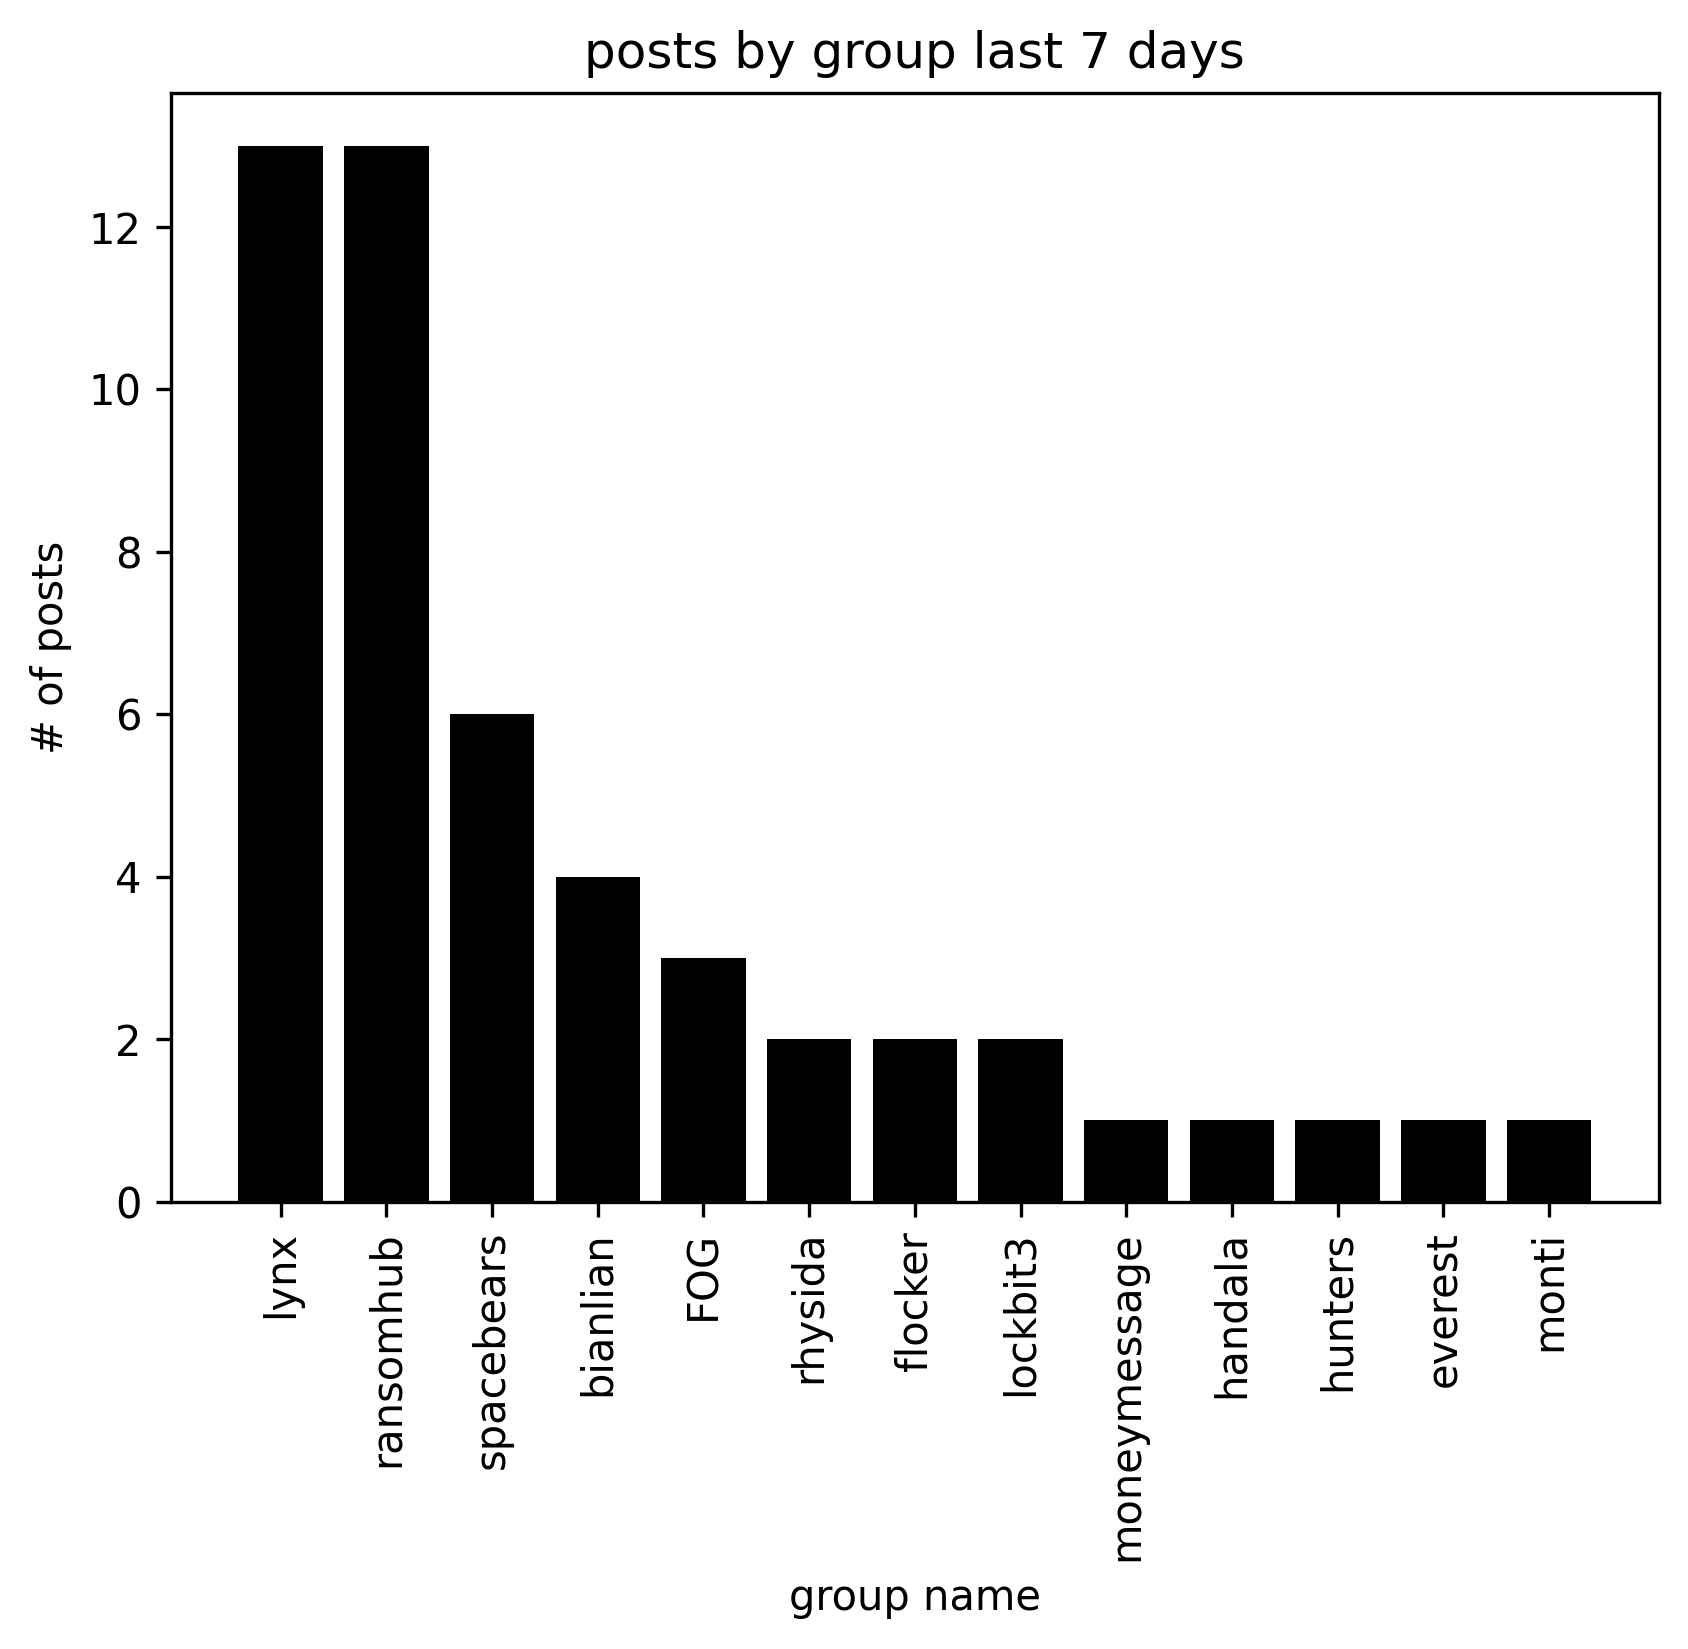 posts by group last 7 days
# of posts
12
10
8
6
4
2
0
lynx
ransomhub
spacebears
bianlian
FOG
rhysida
flocker
lockbit3
moneymessage
handala
hunters
everest
monti
group name